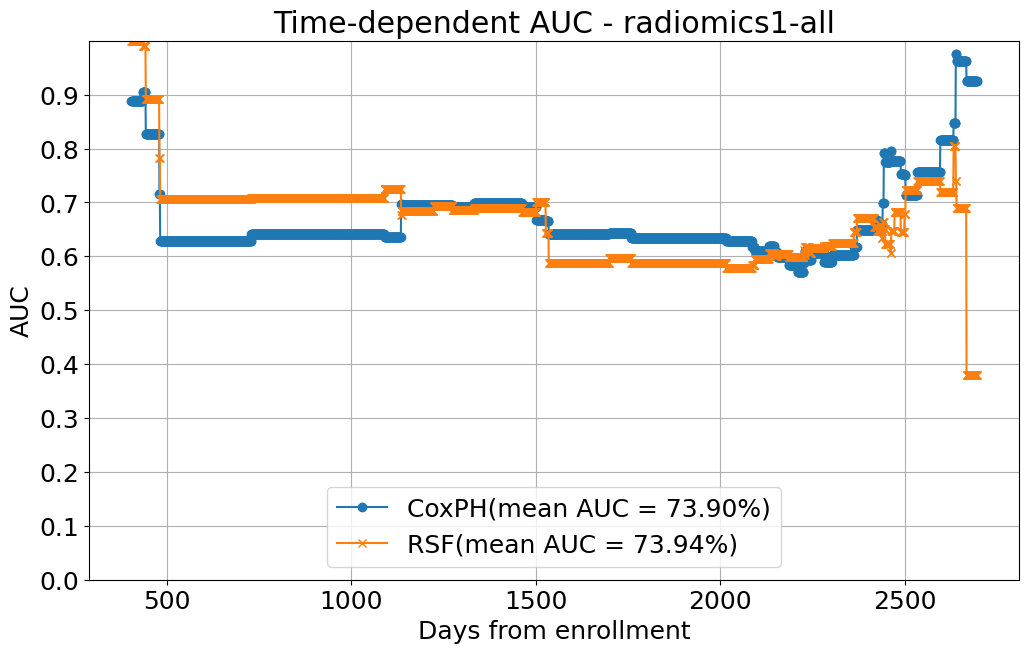 Time-dependent AUC - radiomics1-all
AUC
0.9
0.8
0.7
0.6
0.5
0.4
0.3
0.2
0.1
0.0
CoxPH(mean AUC = 73.90%)
RSF(mean AUC = 73.94%)
500 1000 1500 2000 2500
Days from enrollment